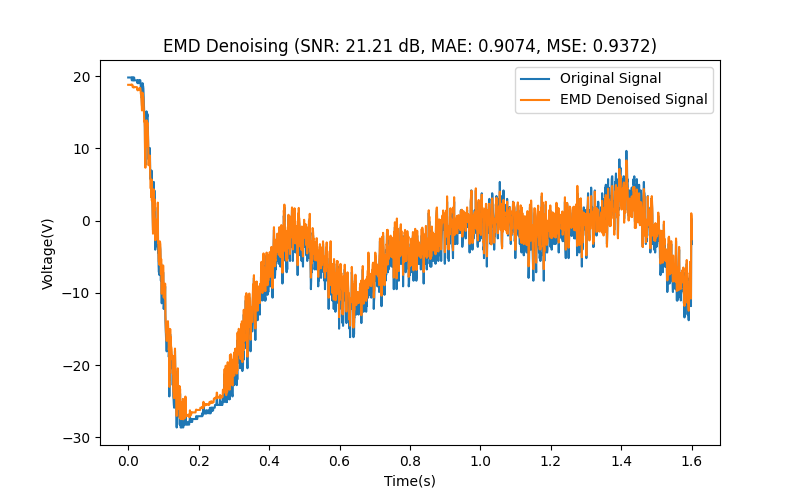 EMD Denoising (SNR: 21.21 dB, MAE: 0.9074, MSE: 0.9372)
Original Signal
EMD Denoised Signal
Voltage(V)
20
10
0
−10
−20
−30
0.0 0.2 0.4 0.6 0.8 1.0 1.2 1.4 1.6
Time(s)